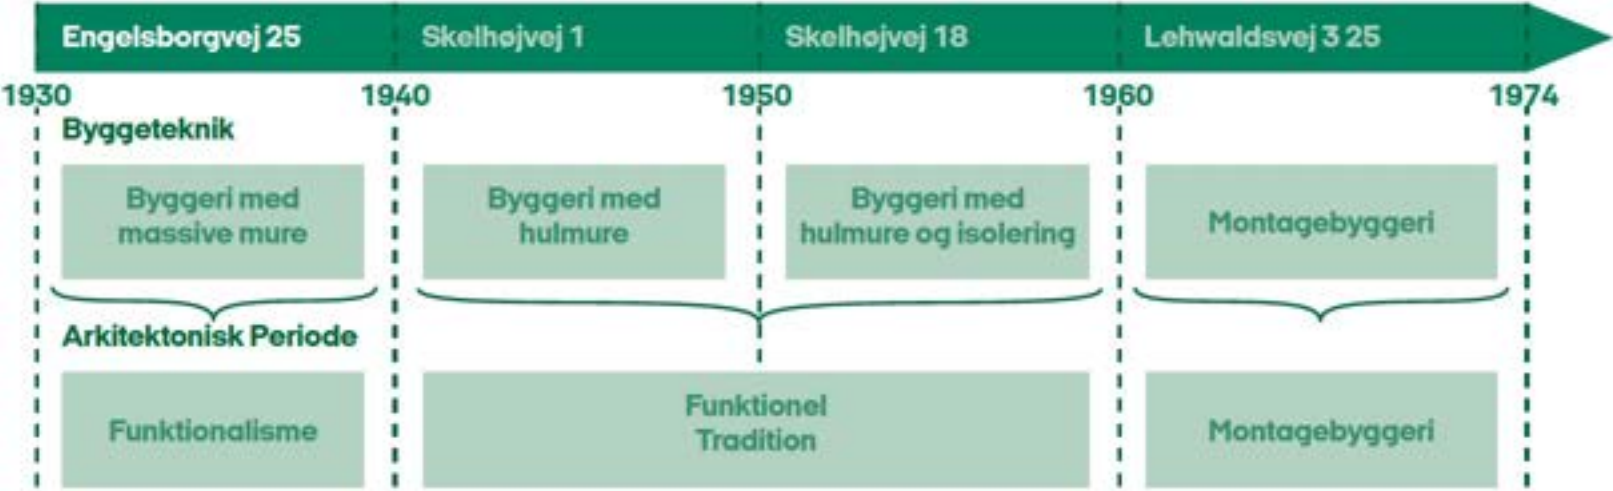 Engelsborgvej 25 Skelhøjvej 1 Skelhøjvej 18 Lehwaldsvej 3 25
1930 1940 1950 1960 1974
Byggeteknik
Byggeri med
massive mure
Byggeri med
hulmure
Byggeri med
hulmure og isolering
Montagebyggeri
Arkitektonisk Periode
Funktionalisme
Funktionel
Tradition
Montagebyggeri